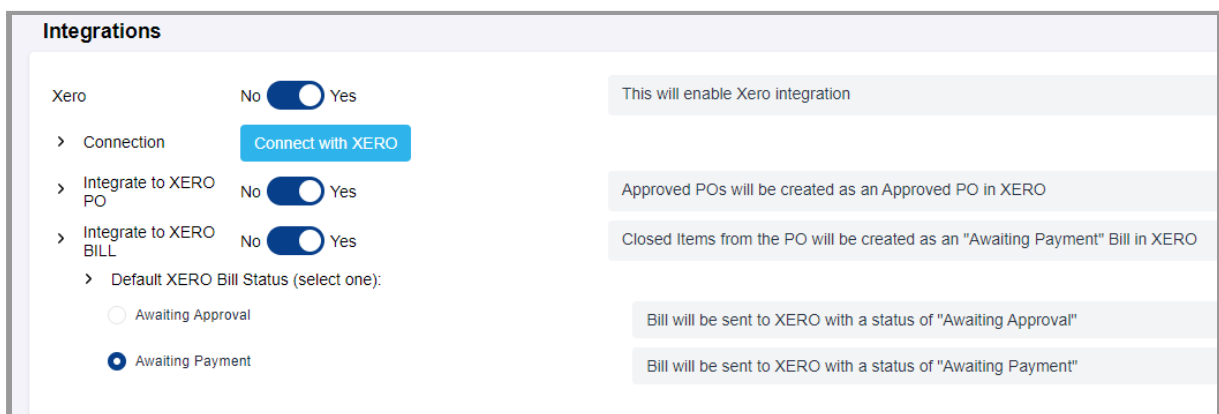 Integrations
Xero No Yes This will enable Xero integration
Connection Connect with XERO
Integrate to XERO
PO
No Yes Approved POs will be created as an Approved PO in XERO
Integrate to XERO
BILL
No Yes Closed Items from the PO will be created as an "Awaiting Payment" Bill in XERO
Default XERO Bill Status (select one):
Awaiting Approval Bill will be sent to XERO with a status of "Awaiting Approval"
Awaiting Payment Bill will be sent to XERO with a status of "Awaiting Payment"